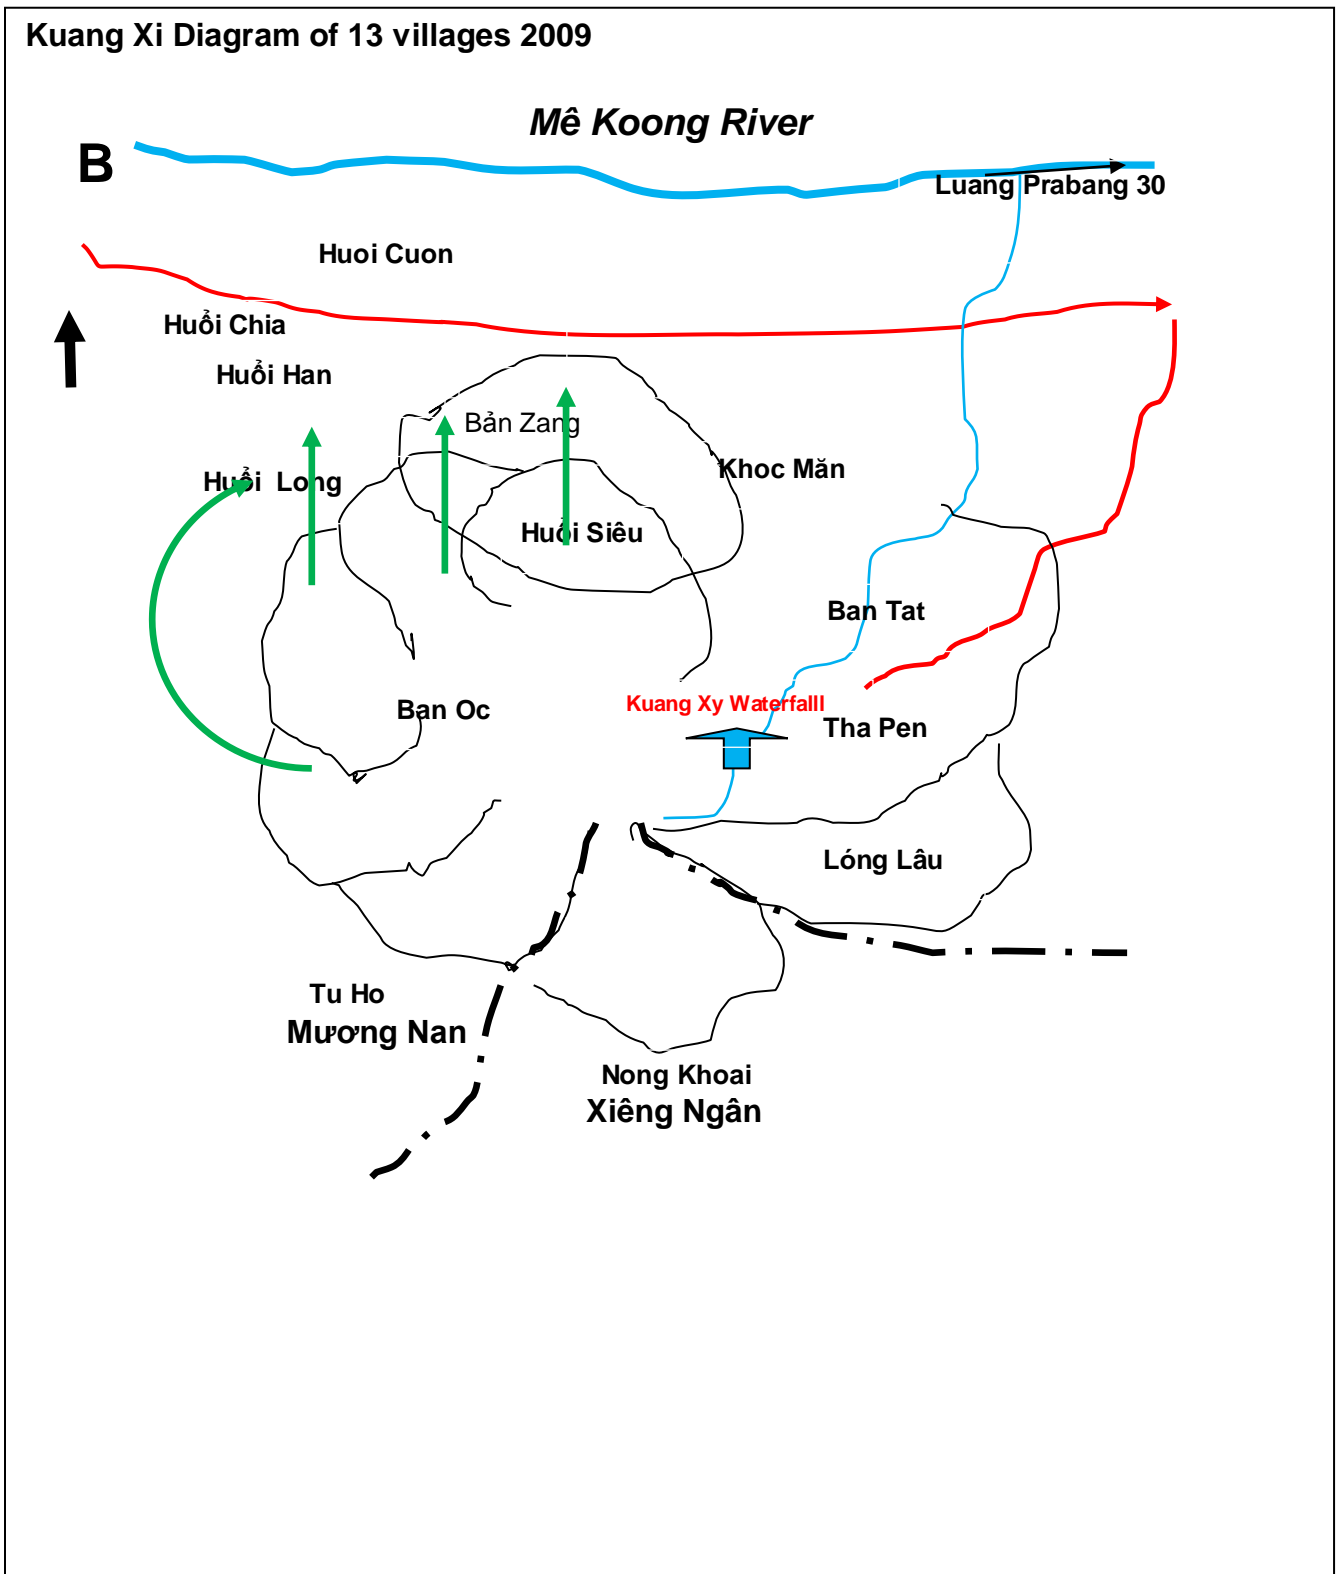 Kuang Xi Diagram of 13 villages 2009
Mê Koong River
B
Luang Prabang 30
Huoi Cuon
Huổi Chia
Huổi Han
Bản Zang
Khoc Măn
Huổi Long
Huổi Siêu
Ban Tat
Ban Oc
Kuang Xy Waterfalll
Tha Pen
Lóng Lâu
Tu Ho
Mương Nan
Nong Khoai
Xiêng Ngân